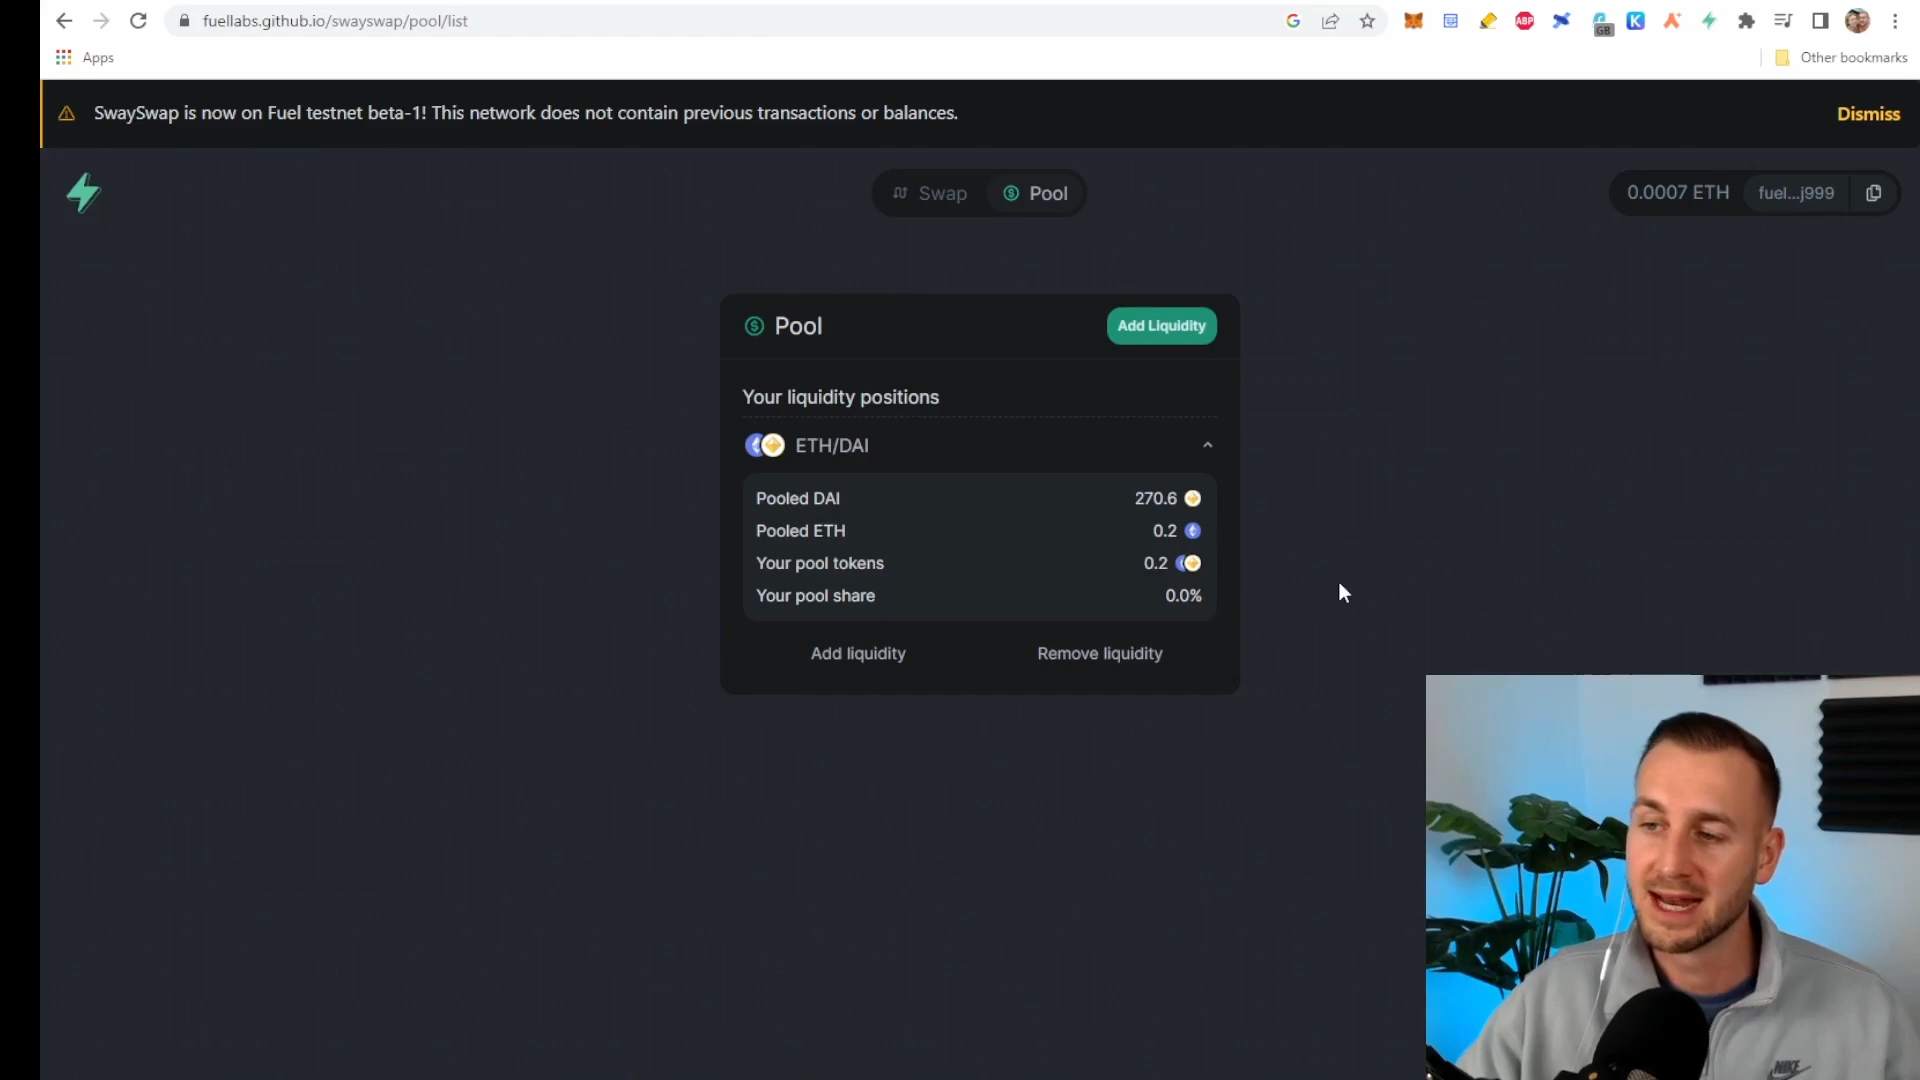 fuellabs.github.io/swayswap/pool/list
ABP
GB
K
Apps
Other bookmarks
SwaySwap is now on Fuel testnet beta-1! This network does not contain previous transactions or balances.
Dismiss
Swap
Pool
0.0007 ETH
fuel...j999
Pool
Add Liquidity
Your liquidity positions
ETH/DAI
Pooled DAI 270.6
Pooled ETH 0.2
Your pool tokens 0.2
Your pool share 0.0%
Add liquidity
Remove liquidity
NIKE